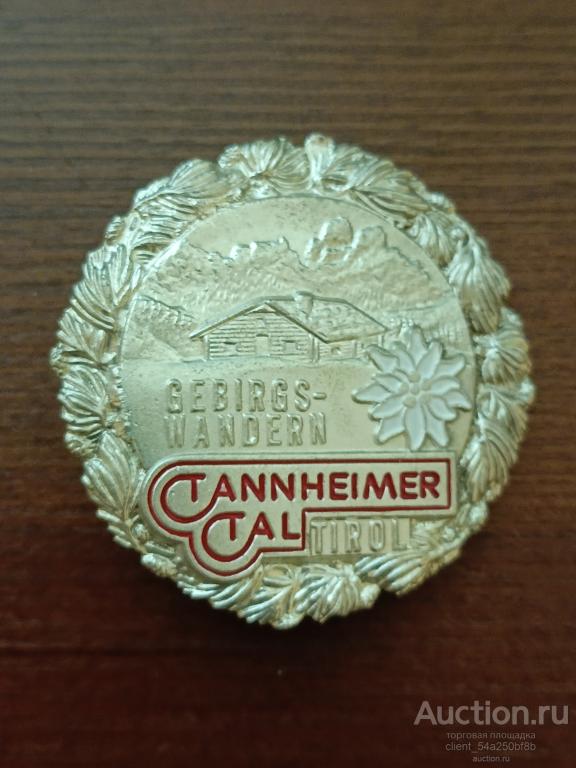 GEBIRGS-
WANDERN
TANNHEIMER
TAL TIROL
Auction.ru
торговая площадка
client_54a250bf8b
auction.ru